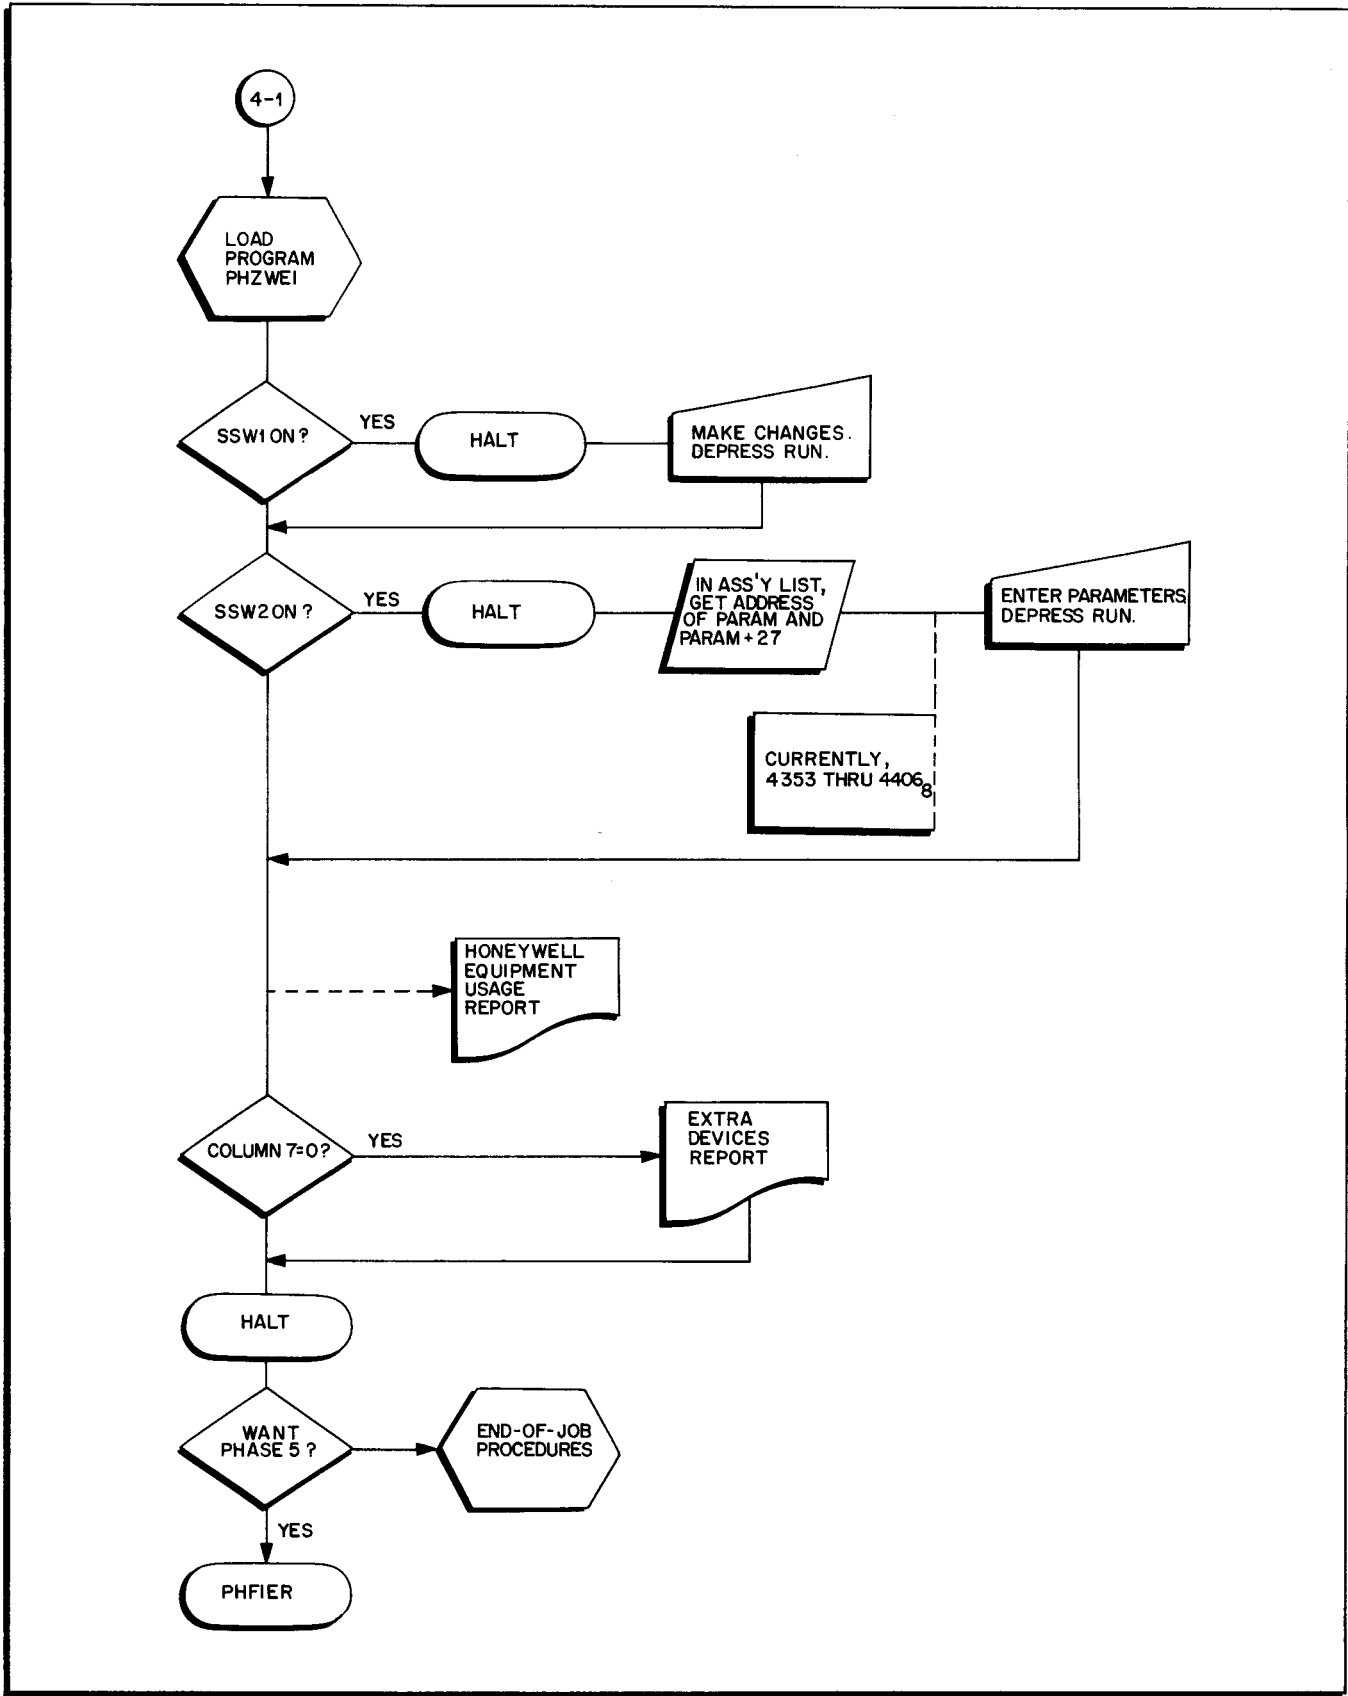 4-1
LOAD
PROGRAM
PHZWEI
SSW1 ON?
YES
HALT
MAKE CHANGES.
DEPRESS RUN.
SSW2 ON?
YES
HALT
IN ASS'Y LIST,
GET ADDRESS
OF PARAM AND
PARAM+27
ENTER PARAMETERS
DEPRESS RUN.
CURRENTLY,
4353 THRU 4406₈
HONEYWELL
EQUIPMENT
USAGE
REPORT
COLUMN 7=0?
YES
EXTRA
DEVICES
REPORT
HALT
WANT
PHASE 5?
END-OF-JOB
PROCEDURES
YES
PHFIER